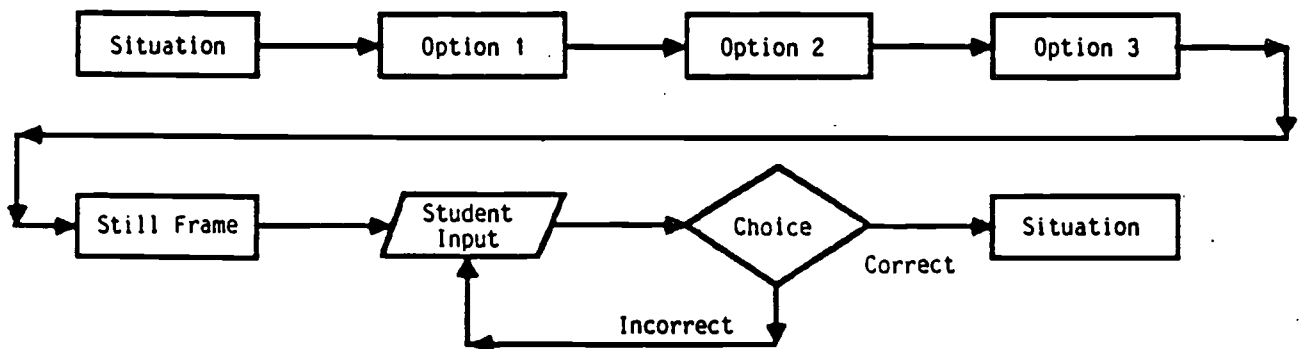 Situation
Option 1
Option 2
Option 3
Still Frame
Student
Input
Choice
Correct
Situation
Incorrect